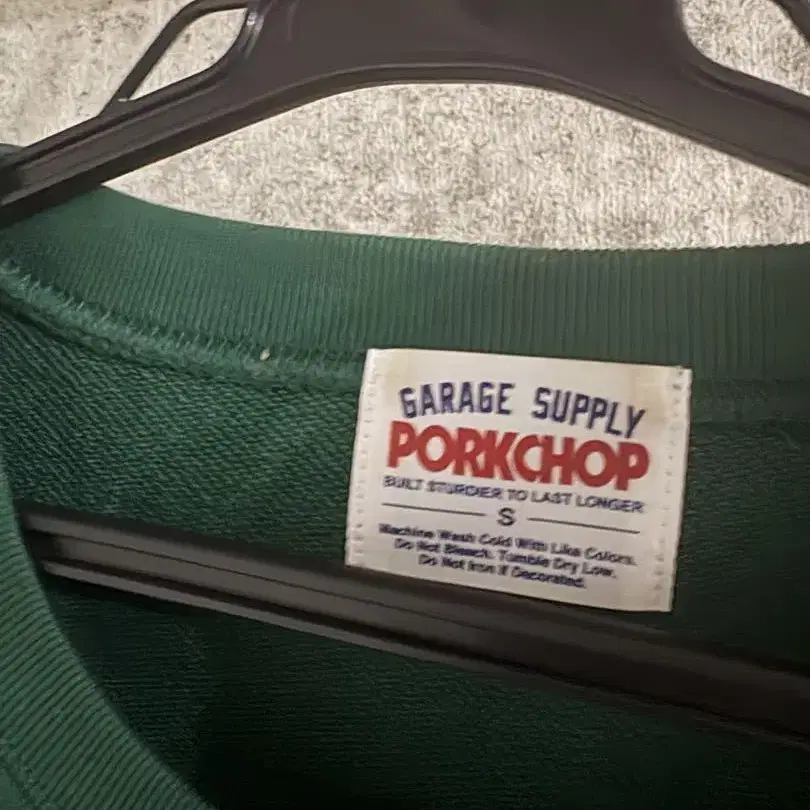 GARAGE SUPPLY
PORKCHOP
BUILT STURDIER TO LAST LONGER
S
Machine Wash Cold With Like Colors.
Do Not Bleach. Tumble Dry Low.
Do Not Iron If Decorated.